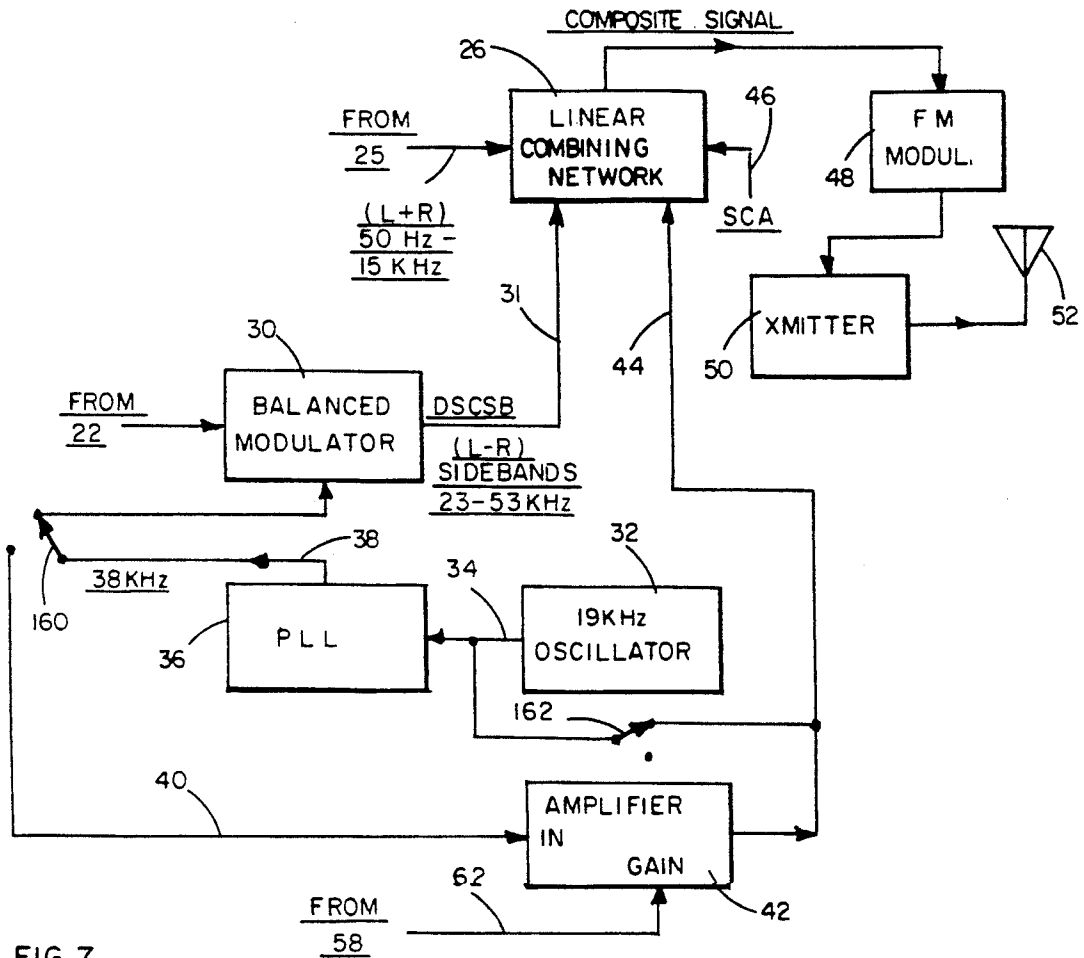 COMPOSITE SIGNAL
26
LINEAR
COMBINING
NETWORK
46
FM
MODUL.
48
FROM
25
(L+R)
50 Hz -
15 KHz
SCA
31
44
XMITTER
50
52
30
FROM
22
BALANCED
MODULATOR
DSCSB
(L-R)
SIDEBANDS
23-53KHz
38
38KHz
160
34
32
PLL
36
19KHz
OSCILLATOR
162
40
AMPLIFIER
IN
GAIN
42
62
FROM
58
FIG 7